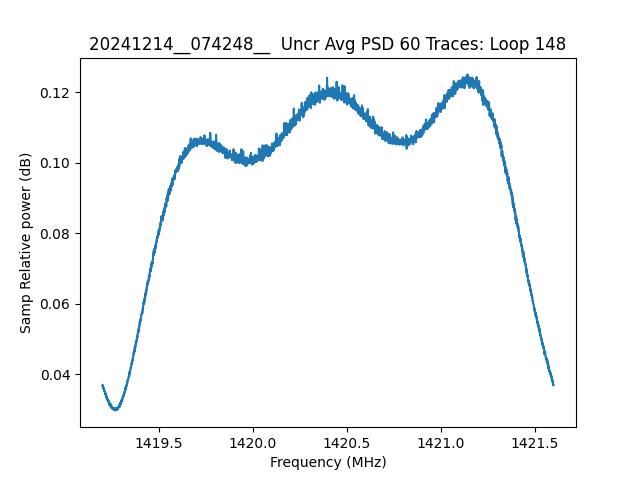 20241214__074248__  Uncr Avg PSD 60 Traces: Loop 148
0.12
0.10
0.08
0.06
0.04
Samp Relative power (dB)
1419.5 1420.0 1420.5 1421.0 1421.5
Frequency (MHz)